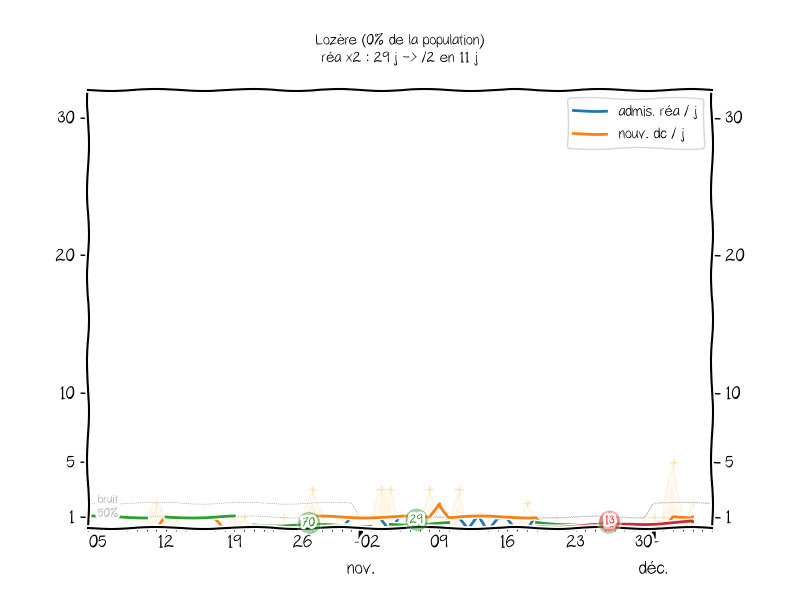 Lozère (0% de la population)
réa x2 : 29 j -> /2 en 11 j
admis. réa / j
nouv. dc / j
30 30
20 20
10 10
5 5
bruit
50%
1 1
70 29 13
05 12 19 26 02 09 16 23 30
nov. déc.